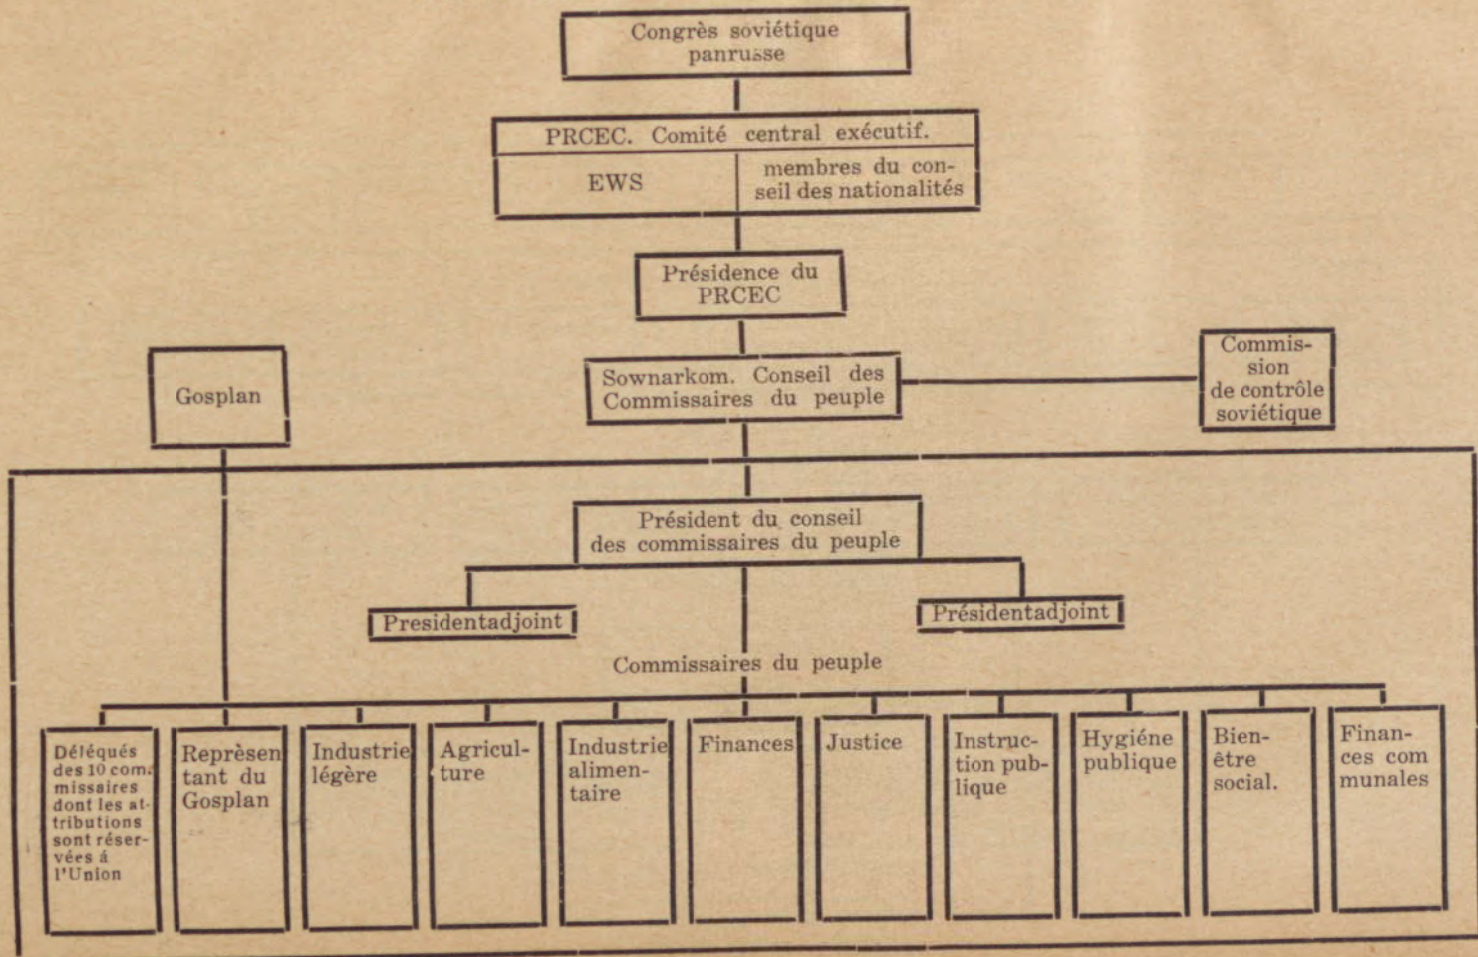 Congrès soviétique
panrusse
PRCEC. Comité central exécutif.
EWS
membres du con-
seil des nationalités
Présidence du
PRCEC
Gosplan
Sownarkom. Conseil des
Commissaires du peuple
Commis-
sion
de contrôle
soviétique
Président du conseil
des commissaires du peuple
Presidentadjoint
Présidentadjoint
Commissaires du peuple
Déléqués
des 10 com-
missaires
dont les at-
tributions
sont réser-
vées á
l'Union
Reprèsen
tant du
Gosplan
Industrie
légère
Agricul-
ture
Industrie
alimen-
taire
Finances
Justice
Instruc-
tion pub-
lique
Hygiéne
publique
Bien-
être
social.
Finan-
ces com
munales